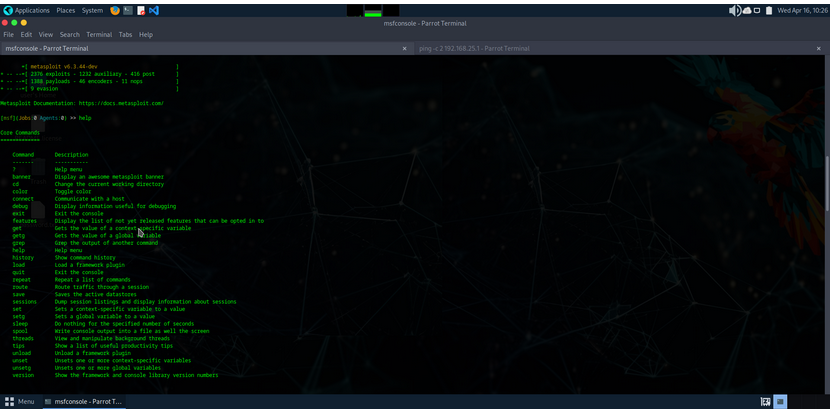 Applications Places System Wed Apr 16, 10:26
msfconsole - Parrot Terminal
File Edit View Search Terminal Tabs Help
msfconsole - Parrot Terminal × ping -c 2 192.168.25.1 - Parrot Terminal ×
+[ metasploit v6.3.44-dev ]
+ -- --+[ 2376 exploits - 1232 auxiliary - 416 post ]
+ -- --+[ 1388 payloads - 46 encoders - 11 nops ]
+ -- --+[ 9 evasion ]
Metasploit Documentation: https://docs.metasploit.com/
[msf](Jobs:0 Agents:0) >> help
Core Commands
=============
Command Description
------- -----------
? Help menu
banner Display an awesome metasploit banner
cd Change the current working directory
color Toggle color
connect Communicate with a host
debug Display information useful for debugging
exit Exit the console
features Display the list of not yet released features that can be opted in to
get Gets the value of a context-specific variable
getg Gets the value of a global variable
grep Grep the output of another command
help Help menu
history Show command history
load Load a framework plugin
quit Exit the console
repeat Repeat a list of commands
route Route traffic through a session
save Saves the active datastores
sessions Dump session listings and display information about sessions
set Sets a context-specific variable to a value
setg Sets a global variable to a value
sleep Do nothing for the specified number of seconds
spool Write console output into a file as well the screen
threads View and manipulate background threads
tips Show a list of useful productivity tips
unload Unload a framework plugin
unset Unsets one or more context-specific variables
unsetg Unsets one or more global variables
version Show the framework and console library version numbers
Menu msfconsole - Parrot T...